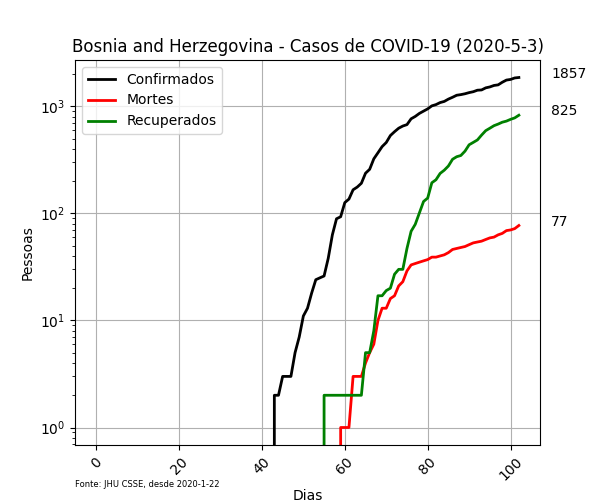 Bosnia and Herzegovina - Casos de COVID-19 (2020-5-3)
Confirmados
Mortes
Recuperados
1857
825
77
10³
10²
10¹
10⁰
Pessoas
0 20 40 60 80 100
Fonte: JHU CSSE, desde 2020-1-22
Dias